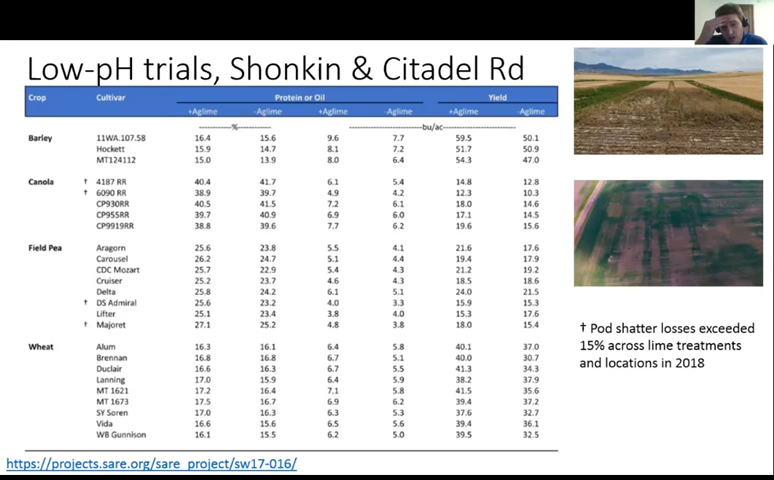 Low-pH trials, Shonkin & Citadel Rd
Crop Cultivar Protein or Oil Yield
+Aglime -Aglime +Aglime -Aglime +Aglime -Aglime
% bu/ac
Barley 11WA.107.58 16.4 15.6 9.6 7.7 59.5 50.1
Hockett 15.9 14.7 8.1 7.2 51.7 50.9
MT124112 15.0 13.9 8.0 6.4 54.3 47.0
Canola † 4187 RR 40.4 41.7 6.1 5.4 14.8 12.8
† 6090 RR 38.9 39.7 4.9 4.2 12.3 10.3
CP930RR 40.5 41.5 7.2 6.1 18.0 14.6
CP955RR 39.7 40.9 6.9 6.0 17.1 14.5
CP9919RR 38.8 39.6 7.7 6.2 19.6 15.6
Field Pea Aragorn 25.6 23.8 5.5 4.1 21.6 17.6
Carousel 26.2 24.7 5.1 4.4 19.4 17.9
CDC Mozart 25.7 22.9 5.4 4.3 21.2 19.2
Cruiser 25.2 23.7 4.6 4.3 18.5 18.6
Delta 25.8 24.2 6.1 5.1 24.0 21.5
† DS Admiral 25.6 23.2 4.0 3.3 15.9 15.3
Lifter 25.1 23.4 3.8 4.0 15.3 17.6
† Majoret 27.1 25.2 4.8 3.8 18.0 15.4
Wheat Alum 16.3 16.1 6.4 5.8 40.1 37.0
Brennan 16.8 16.8 6.7 5.1 40.0 30.7
Duclair 16.6 16.3 6.7 5.5 41.3 34.3
Lanning 17.0 15.9 6.4 5.9 38.2 37.9
MT 1621 17.2 16.4 7.1 5.8 41.5 35.6
MT 1673 17.5 16.7 6.9 6.2 39.4 37.2
SY Soren 17.0 16.3 6.3 5.3 37.6 32.7
Vida 16.6 15.6 6.5 5.6 39.4 36.1
WB Gunnison 16.1 15.5 6.2 5.0 39.5 32.5
† Pod shatter losses exceeded
15% across lime treatments
and locations in 2018
https://projects.sare.org/sare_project/sw17-016/